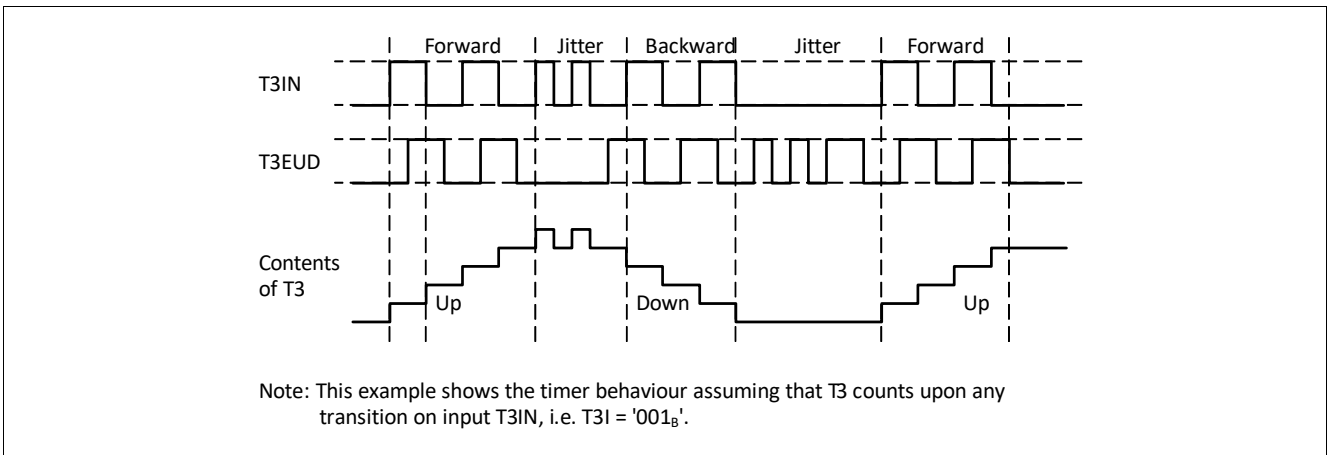 Forward Jitter Backward Jitter Forward
T3IN
T3EUD
Contents
of T3
Up Down Up
Note: This example shows the timer behaviour assuming that T3 counts upon any
transition on input T3IN, i.e. T3I = '001B'.